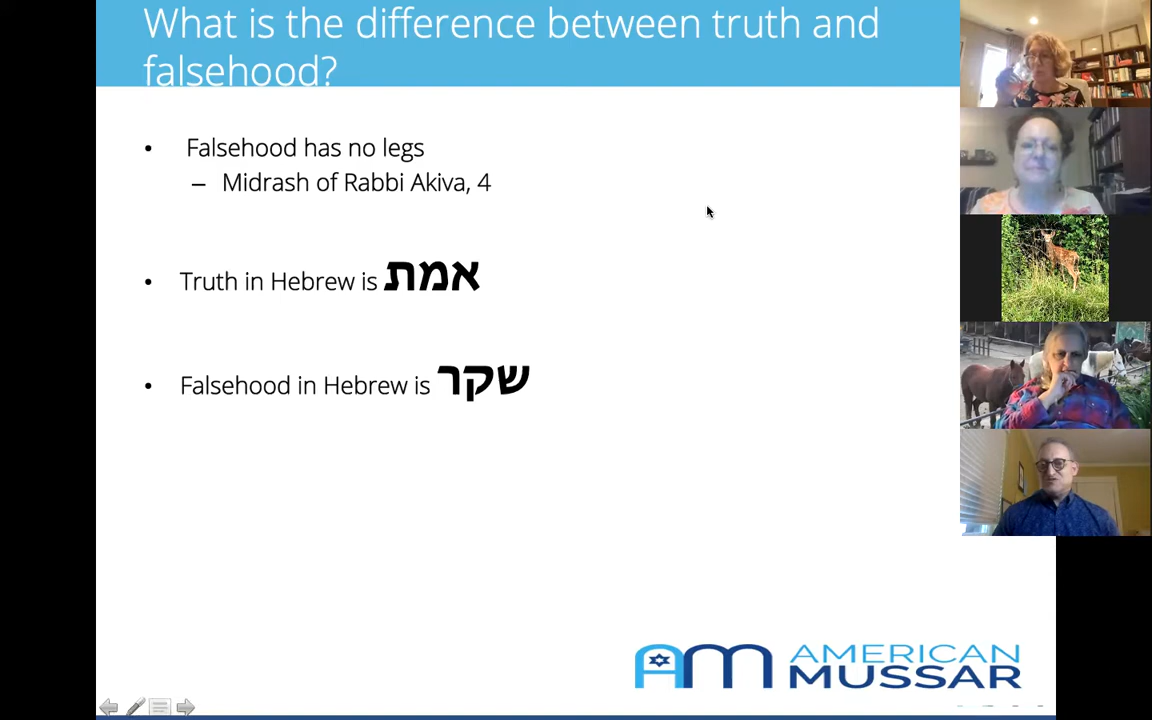 What is the difference between truth and
falsehood?
• Falsehood has no legs
– Midrash of Rabbi Akiva, 4
• Truth in Hebrew is אמת
• Falsehood in Hebrew is שקר
AM AMERICAN
MUSSAR